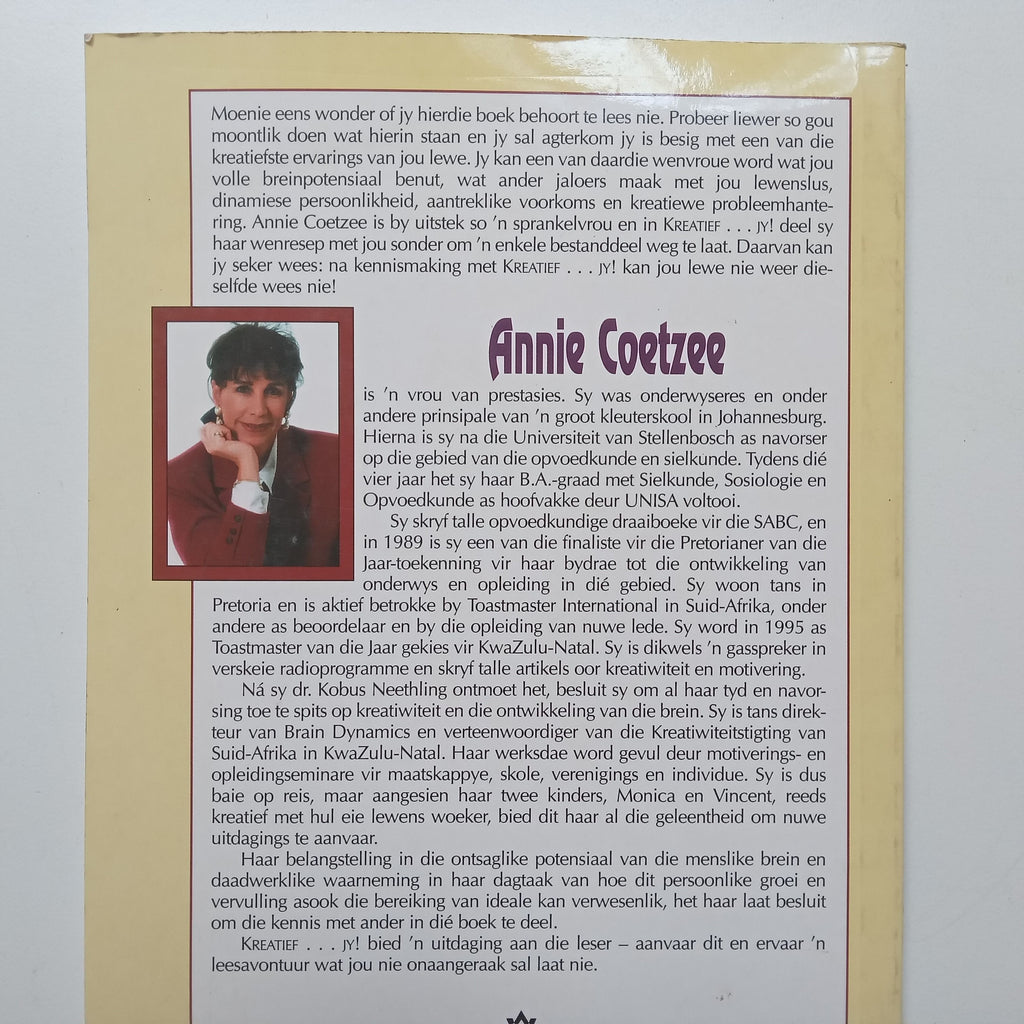 Moenie eens wonder of jy hierdie boek behoort te lees nie. Probeer liewer so gou
moontlik doen wat hierin staan en jy sal agterkom jy is besig met een van die
kreatiefste ervarings van jou lewe. Jy kan een van daardie wenvroue word wat jou
volle breinpotensiaal benut, wat ander jaloers maak met jou lewenslus,
dinamiese persoonlikheid, aantreklike voorkoms en kreatiewe probleemhante-
ring. Annie Coetzee is by uitstek so 'n sprankelvrou en in KREATIEF . . . JY! deel sy
haar wenresep met jou sonder om 'n enkele bestanddeel weg te laat. Daarvan kan
jy seker wees: na kennismaking met KREATIEF . . . JY! kan jou lewe nie weer die-
selfde wees nie!
Annie Coetzee
is 'n vrou van prestasies. Sy was onderwyseres en onder
andere prinsipale van 'n groot kleuterskool in Johannesburg.
Hierna is sy na die Universiteit van Stellenbosch as navorser
op die gebied van die opvoedkunde en sielkunde. Tydens dié
vier jaar het sy haar B.A.-graad met Sielkunde, Sosiologie en
Opvoedkunde as hoofvakke deur UNISA voltooi.
Sy skryf talle opvoedkundige draaiboeke vir die SABC, en
in 1989 is sy een van die finaliste vir die Pretorianer van die
Jaar-toekenning vir haar bydrae tot die ontwikkeling van
onderwys en opleiding in dié gebied. Sy woon tans in
Pretoria en is aktief betrokke by Toastmaster International in Suid-Afrika, onder
andere as beoordelaar en by die opleiding van nuwe lede. Sy word in 1995 as
Toastmaster van die Jaar gekies vir KwaZulu-Natal. Sy is dikwels 'n gasspreker in
verskeie radioprogramme en skryf talle artikels oor kreatiwiteit en motivering.
Ná sy dr. Kobus Neethling ontmoet het, besluit sy om al haar tyd en navor-
sing toe te spits op kreatiwiteit en die ontwikkeling van die brein. Sy is tans direk-
teur van Brain Dynamics en verteenwoordiger van die Kreatiwiteitstigting van
Suid-Afrika in KwaZulu-Natal. Haar werksdae word gevul deur motiverings- en
opleidingseminare vir maatskappye, skole, verenigings en individue. Sy is dus
baie op reis, maar aangesien haar twee kinders, Monica en Vincent, reeds
kreatief met hul eie lewens woeker, bied dit haar al die geleentheid om nuwe
uitdagings te aanvaar.
Haar belangstelling in die ontsaglike potensiaal van die menslike brein en
daadwerklike waarneming in haar dagtaak van hoe dit persoonlike groei en
vervulling asook die bereiking van ideale kan verwesenlik, het haar laat besluit
om die kennis met ander in dié boek te deel.
KREATIEF . . . JY! bied 'n uitdaging aan die leser – aanvaar dit en ervaar 'n
leesavontuur wat jou nie onaangeraak sal laat nie.